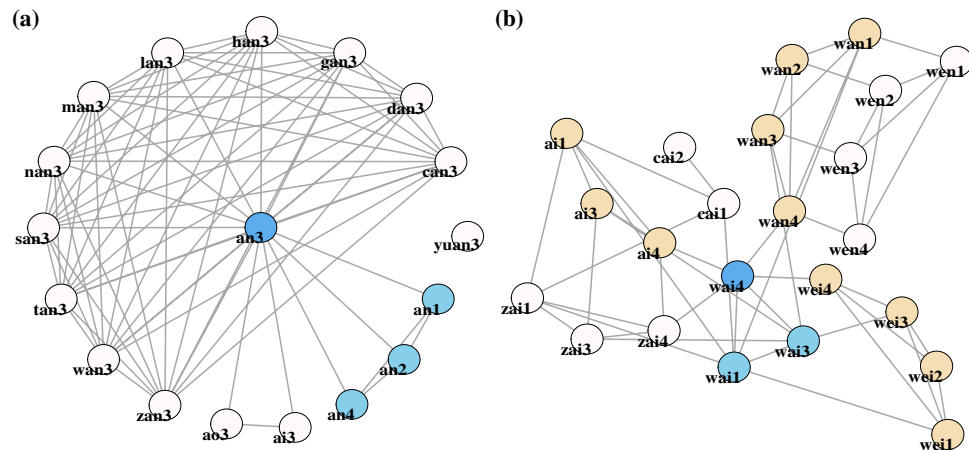 (a)
han3
lan3
gan3
man3
dan3
nan3
can3
san3
an3
yuan3
tan3
an1
wan3
an2
zan3
an4
ao3
ai3
(b)
wan1
wan2
wen1
wen2
ai1
wan3
cai2
wen3
ai3
cai1
wan4
ai4
wen4
wai4
wei4
zai1
wei3
zai3
zai4
wai3
wai1
wei2
wei1